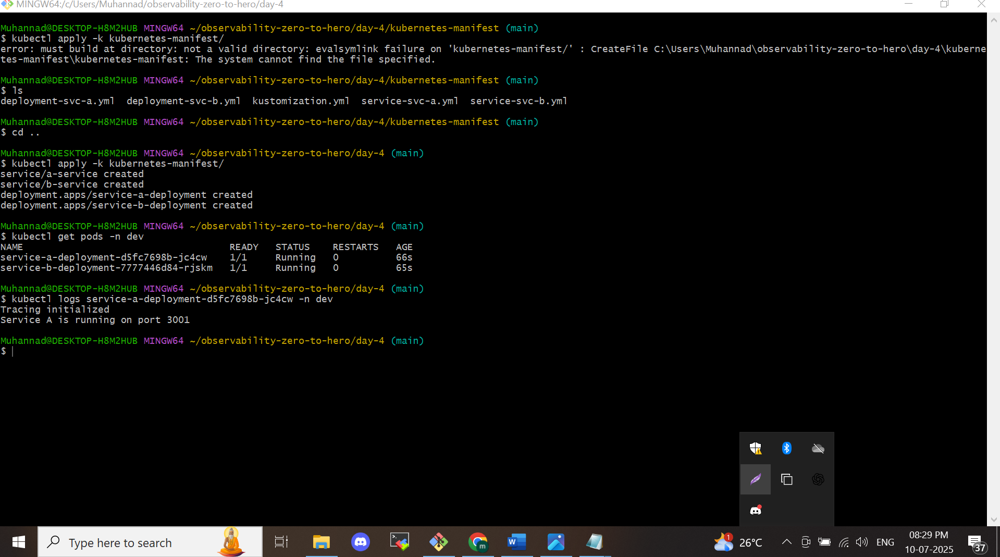 MINGW64:/c/Users/Muhannad/observability-zero-to-hero/day-4
Muhannad@DESKTOP-H8M2HUB MINGW64 ~/observability-zero-to-hero/day-4/kubernetes-manifest (main)
$ kubectl apply -k kubernetes-manifest/
error: must build at directory: not a valid directory: evalsymlink failure on 'kubernetes-manifest/' : CreateFile C:\Users\Muhannad\observability-zero-to-hero\day-4\kuberne
tes-manifest\kubernetes-manifest: The system cannot find the file specified.
Muhannad@DESKTOP-H8M2HUB MINGW64 ~/observability-zero-to-hero/day-4/kubernetes-manifest (main)
$ ls
deployment-svc-a.yml  deployment-svc-b.yml  kustomization.yml  service-svc-a.yml  service-svc-b.yml
Muhannad@DESKTOP-H8M2HUB MINGW64 ~/observability-zero-to-hero/day-4/kubernetes-manifest (main)
$ cd ..
Muhannad@DESKTOP-H8M2HUB MINGW64 ~/observability-zero-to-hero/day-4 (main)
$ kubectl apply -k kubernetes-manifest/
service/a-service created
service/b-service created
deployment.apps/service-a-deployment created
deployment.apps/service-b-deployment created
Muhannad@DESKTOP-H8M2HUB MINGW64 ~/observability-zero-to-hero/day-4 (main)
$ kubectl get pods -n dev
NAME                                    READY   STATUS    RESTARTS   AGE
service-a-deployment-d5fc7698b-jc4cw    1/1     Running   0          66s
service-b-deployment-7777446d84-rjskm   1/1     Running   0          65s
Muhannad@DESKTOP-H8M2HUB MINGW64 ~/observability-zero-to-hero/day-4 (main)
$ kubectl logs service-a-deployment-d5fc7698b-jc4cw -n dev
Tracing initialized
Service A is running on port 3001
Muhannad@DESKTOP-H8M2HUB MINGW64 ~/observability-zero-to-hero/day-4 (main)
$
Type here to search
m
W
1
26°C
ENG
08:29 PM
10-07-2025
37